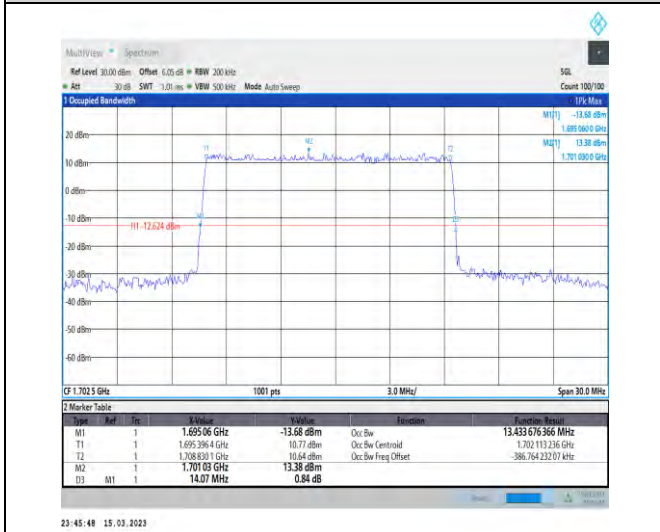 MultiView Spectrum
Ref Level 30.00 dBm Offset 6.05 dB RBW 200 kHz SGL
Att 30 dB SWT 1.01 ms VBW 500 kHz Mode Auto Sweep Count 100/100
1 Occupied Bandwidth 1Pk Max
M1[1] -13.68 dBm
1.695 060 0 GHz
M2[1] 13.38 dBm
1.701 030 0 GHz
20 dBm
T1 M2 T2
10 dBm
0 dBm
-10 dBm
H1 -12.624 dBm
-20 dBm
-30 dBm
-40 dBm
-50 dBm
-60 dBm
CF 1.702 5 GHz 1001 pts 3.0 MHz/ Span 30.0 MHz
2 Marker Table
Type Ref Trc X-Value Y-Value Function Function Result
M1 1 1.695 06 GHz -13.68 dBm Occ Bw 13.433 676 366 MHz
T1 1 1.695 396 4 GHz 10.77 dBm Occ Bw Centroid 1.702 113 236 GHz
T2 1 1.708 830 1 GHz 10.64 dBm Occ Bw Freq Offset -386.764 232 07 kHz
M2 1 1.701 03 GHz 13.38 dBm
D3 M1 1 14.07 MHz 0.84 dB
23:45:48 15.03.2023